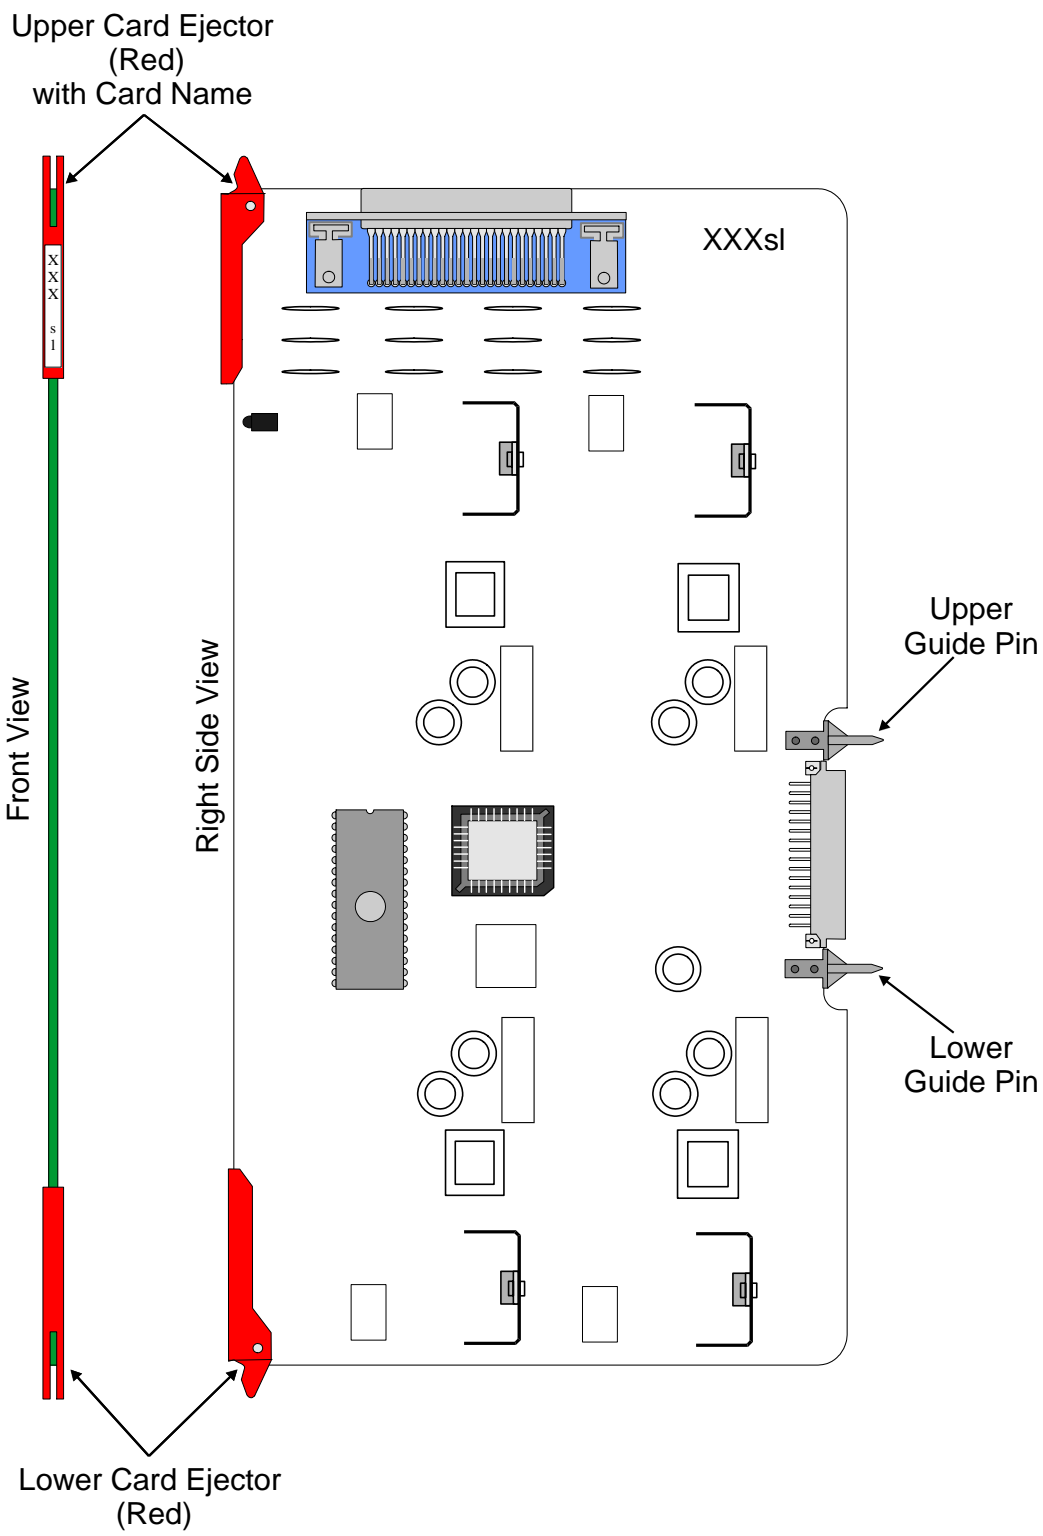 Upper Card Ejector
(Red)
with Card Name
XXX sl
XXXsl
Front View
Right Side View
Upper
Guide Pin
Lower
Guide Pin
Lower Card Ejector
(Red)